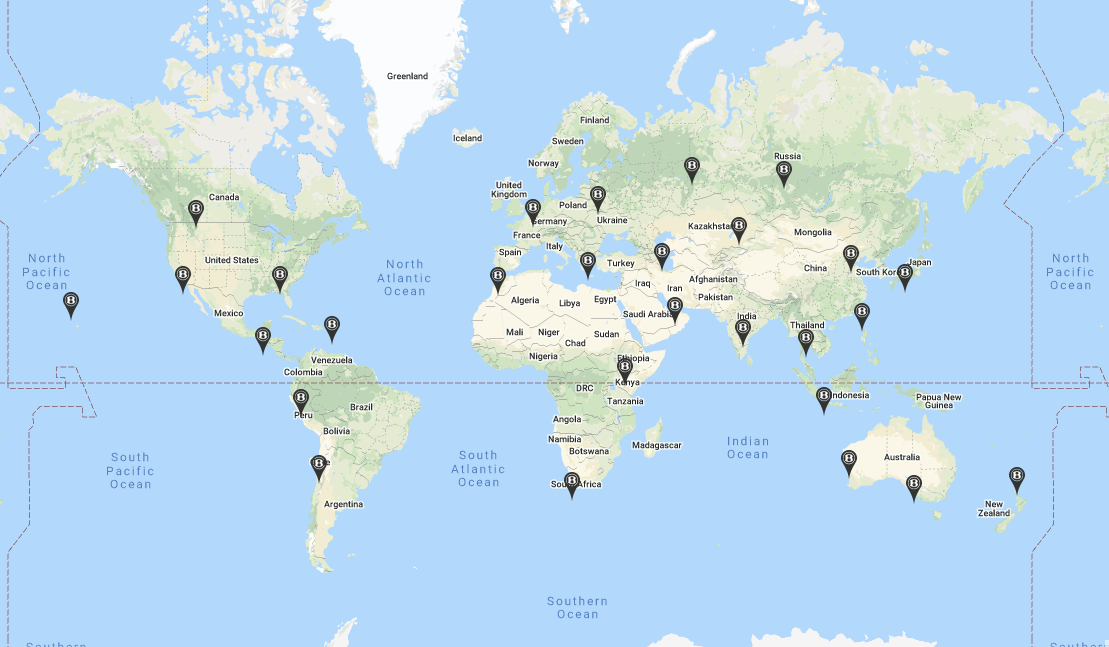 Greenland
Iceland
Finland
Sweden
Norway
Russia
United
Kingdom
Canada
Poland
Germany
Ukraine
Kazakhsta
Mongolia
France
Italy
Spain
Turkey
United States
North
Pacific
Ocean
North
Atlantic
Ocean
North
Pacific
Ocean
China
South Kor
Japan
Iraq
Iran
Afghanistan
Pakistan
Algeria
Libya
Egypt
Saudi Arabia
India
Mexico
Mali
Niger
Chad
Sudan
Thailand
Nigeria
Ethiopia
Venezuela
Colombia
Kenya
DRC
Tanzania
Indonesia
Papua New
Guinea
Peru
Brazil
Bolivia
Angola
Namibia
Botswana
Madagascar
South
Pacific
Ocean
South
Atlantic
Ocean
Indian
Ocean
Australia
South Africa
Argentina
New
Zealand
Southern
Ocean
Southern
Souther